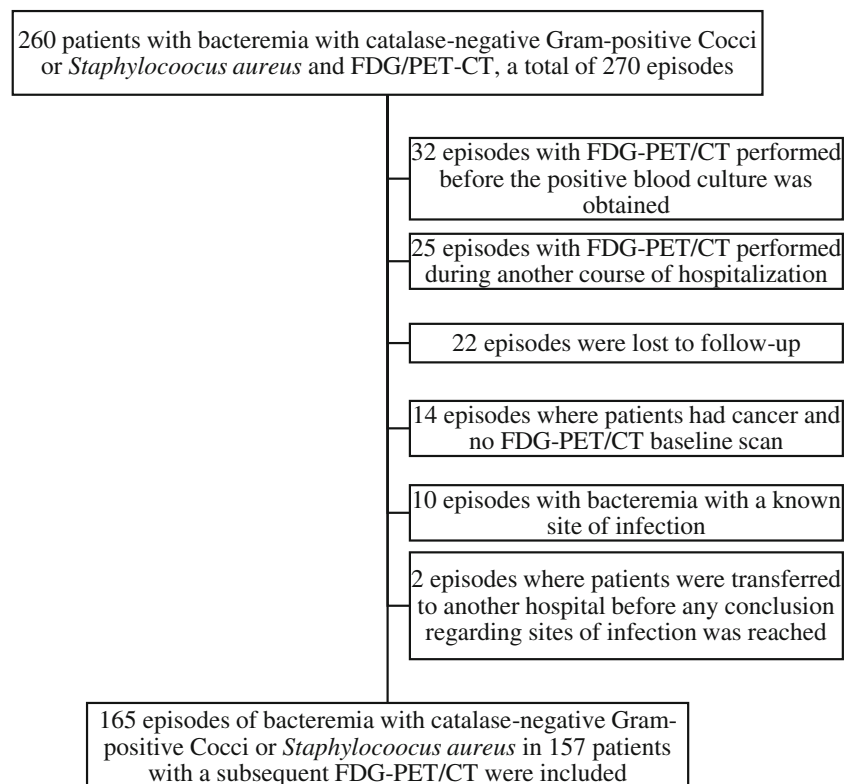 260 patients with bacteremia with catalase-negative Gram-positive Cocci
or Staphylocoocus aureus and FDG/PET-CT, a total of 270 episodes
32 episodes with FDG-PET/CT performed
before the positive blood culture was
obtained
25 episodes with FDG-PET/CT performed
during another course of hospitalization
22 episodes were lost to follow-up
14 episodes where patients had cancer and
no FDG-PET/CT baseline scan
10 episodes with bacteremia with a known
site of infection
2 episodes where patients were transferred
to another hospital before any conclusion
regarding sites of infection was reached
165 episodes of bacteremia with catalase-negative Gram-
positive Cocci or Staphylocoocus aureus in 157 patients
with a subsequent FDG-PET/CT were included